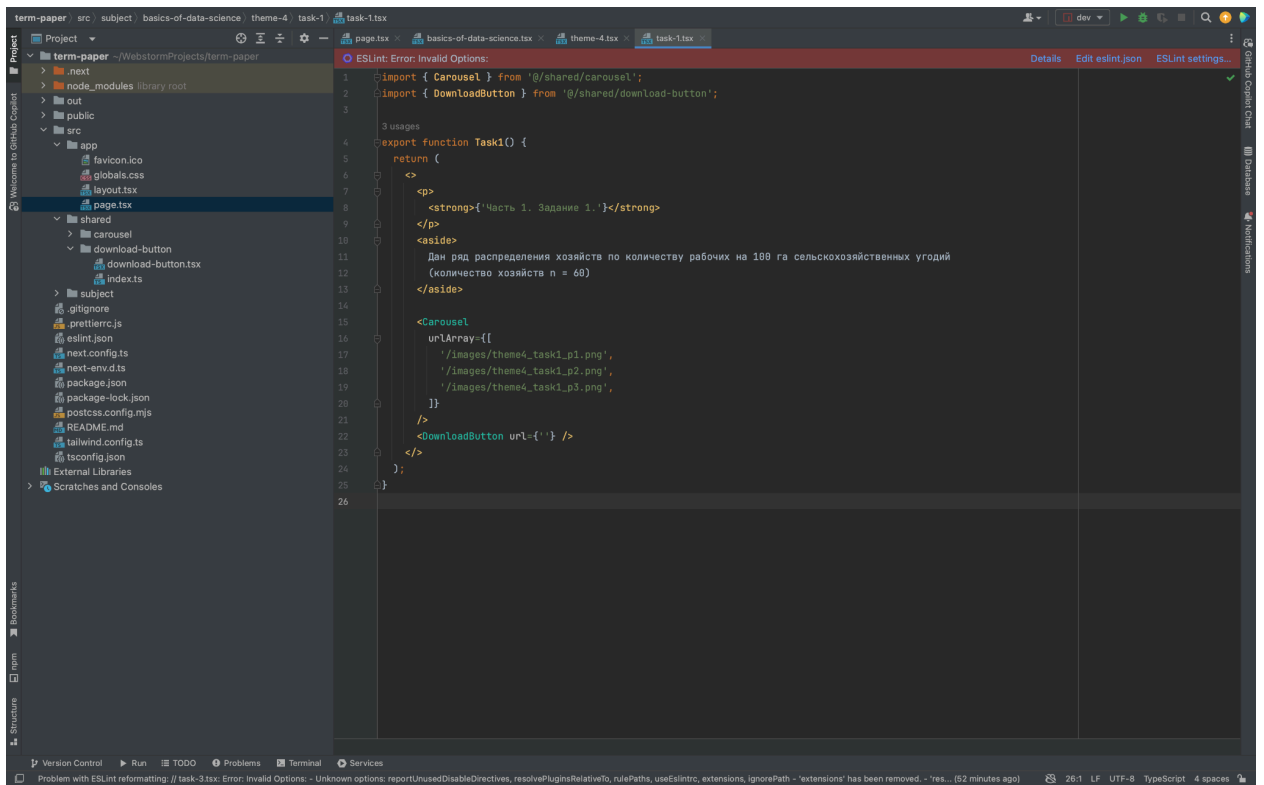 term-paper 〉 src 〉 subject 〉 basics-of-data-science 〉 theme-4 〉 task-1 〉 task-1.tsx
dev
Project
page.tsx
basics-of-data-science.tsx
theme-4.tsx
task-1.tsx
Project
Welcome to GitHub Copilot
Bookmarks
npm
Structure
term-paper ~/WebstormProjects/term-paper
.next
node_modules library root
out
public
src
app
favicon.ico
globals.css
layout.tsx
page.tsx
shared
carousel
download-button
download-button.tsx
index.ts
subject
.gitignore
.prettierrc.js
eslint.json
next.config.ts
next-env.d.ts
package.json
package-lock.json
postcss.config.mjs
README.md
tailwind.config.ts
tsconfig.json
External Libraries
Scratches and Consoles
ESLint: Error: Invalid Options:
Details Edit eslint.json ESLint settings...
1 import { Carousel } from '@/shared/carousel';
2 import { DownloadButton } from '@/shared/download-button';
3
3 usages
4 export function Task1() {
5 return (
6 <>
7 <p>
8 <strong>{'Часть 1. Задание 1.'}</strong>
9 </p>
10 <aside>
11 Дан ряд распределения хозяйств по количеству рабочих на 100 га сельскохозяйственных угодий
12 (количество хозяйств n = 60)
13 </aside>
14
15 <Carousel
16 urlArray={[
17 '/images/theme4_task1_p1.png',
18 '/images/theme4_task1_p2.png',
19 '/images/theme4_task1_p3.png',
20 ]}
21 />
22 <DownloadButton url={''} />
23 </>
24 );
25 }
26
GitHub Copilot Chat
Database
Notifications
Version Control
Run
TODO
Problems
Terminal
Services
Problem with ESLint reformatting: // task-3.tsx: Error: Invalid Options: - Unknown options: reportUnusedDisableDirectives, resolvePluginsRelativeTo, rulePaths, useEslintrc, extensions, ignorePath - 'extensions' has been removed. - 'res... (52 minutes ago)
26:1 LF UTF-8 TypeScript 4 spaces